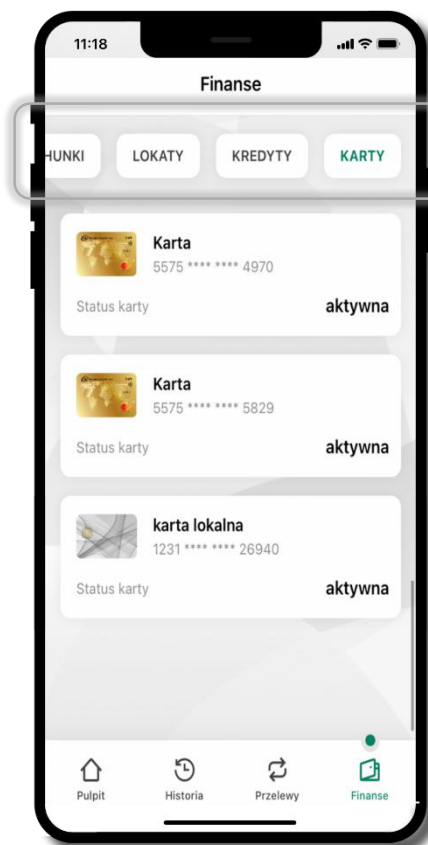 11:18
Finanse
HUNKI LOKATY KREDYTY KARTY
Karta
5575 **** **** 4970
Status karty aktywna
Karta
5575 **** **** 5829
Status karty aktywna
karta lokalna
1231 **** **** 26940
Status karty aktywna
Pulpit Historia Przelewy Finanse